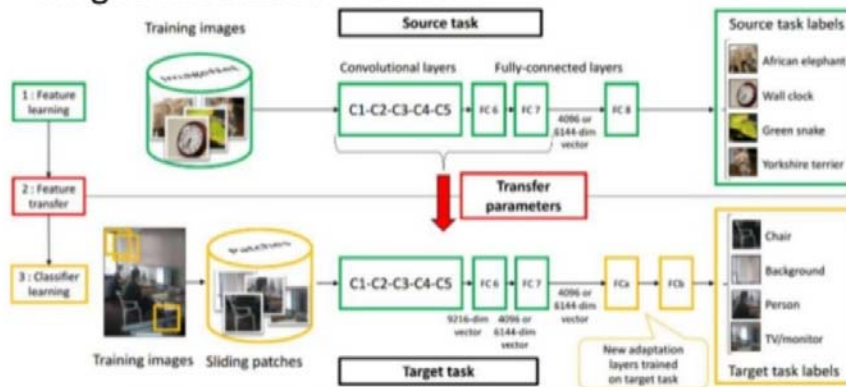 Training images
Source task
Source task labels
ImageNet
Convolutional layers
Fully-connected layers
African elephant
1 : Feature
learning
C1-C2-C3-C4-C5
FC 6
FC 7
FC 8
Wall clock
4096 or
6144-dim
vector
Green snake
Yorkshire terrier
2 : Feature
transfer
Transfer
parameters
Patches
Chair
3 : Classifier
learning
C1-C2-C3-C4-C5
FC 6
FC 7
FCa
FCb
Background
9216-dim
vector
4096 or
6144-dim
vector
4096 or
6144-dim
vector
Person
TV/monitor
Training images
Sliding patches
New adaptation
layers trained
on target task
Target task
Target task labels